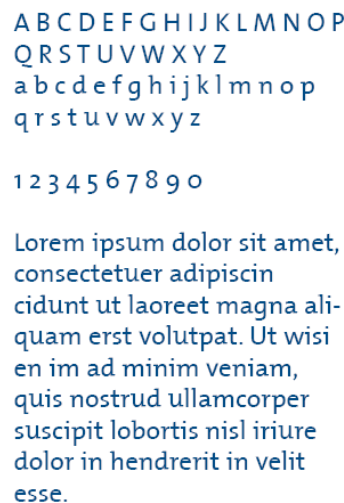 A B C D E F G H I J K L M N O P
Q R S T U V W X Y Z
a b c d e f g h i j k l m n o p
q r s t u v w x y z
1 2 3 4 5 6 7 8 9 0
Lorem ipsum dolor sit amet,
consectetuer adipiscin
cidunt ut laoreet magna ali-
quam erst volutpat. Ut wisi
en im ad minim veniam,
quis nostrud ullamcorper
suscipit lobortis nisl iriure
dolor in hendrerit in velit
esse.